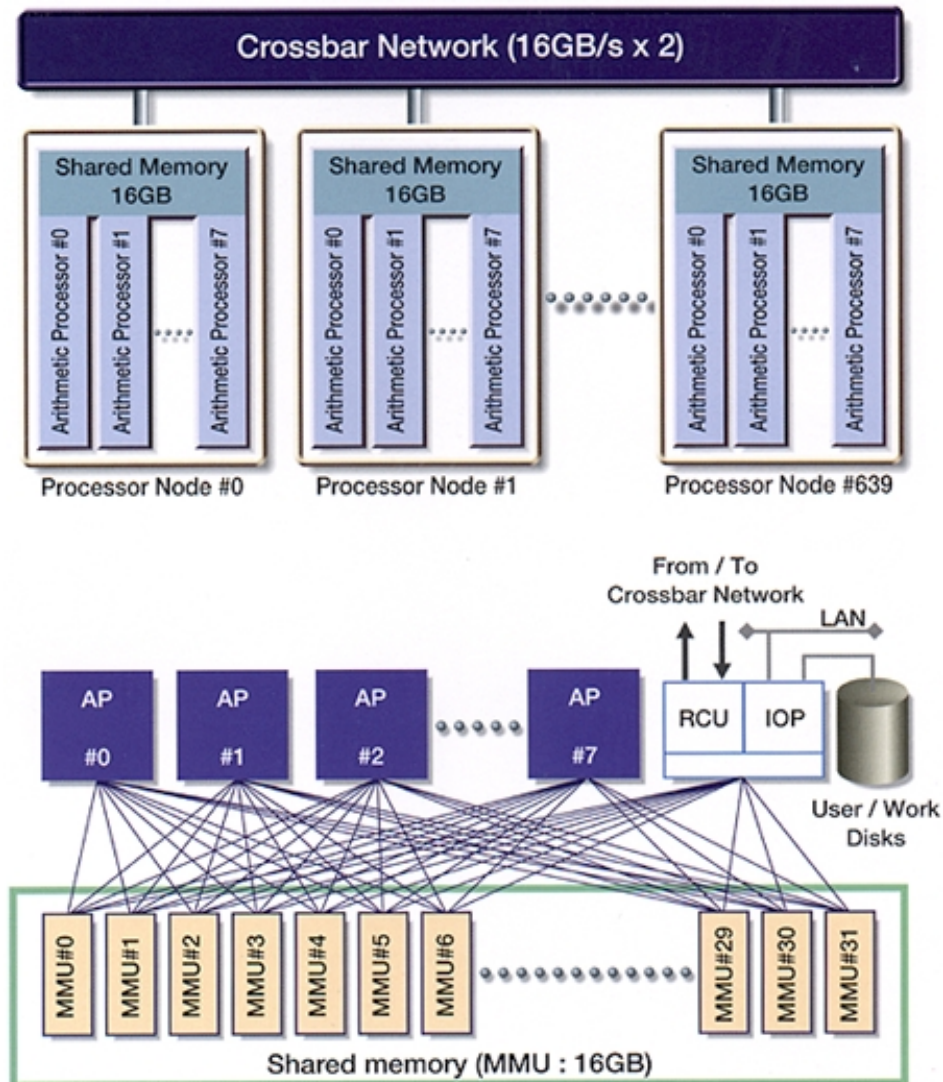 Crossbar Network (16GB/s x 2)
Shared Memory
16GB
Arithmetic Processor #0
Arithmetic Processor #1
Arithmetic Processor #7
Processor Node #0
Shared Memory
16GB
Arithmetic Processor #0
Arithmetic Processor #1
Arithmetic Processor #7
Processor Node #1
Shared Memory
16GB
Arithmetic Processor #0
Arithmetic Processor #1
Arithmetic Processor #7
Processor Node #639
From / To
Crossbar Network
LAN
AP
#0
AP
#1
AP
#2
AP
#7
RCU
IOP
User / Work
Disks
MMU#0
MMU#1
MMU#2
MMU#3
MMU#4
MMU#5
MMU#6
MMU#29
MMU#30
MMU#31
Shared memory (MMU : 16GB)